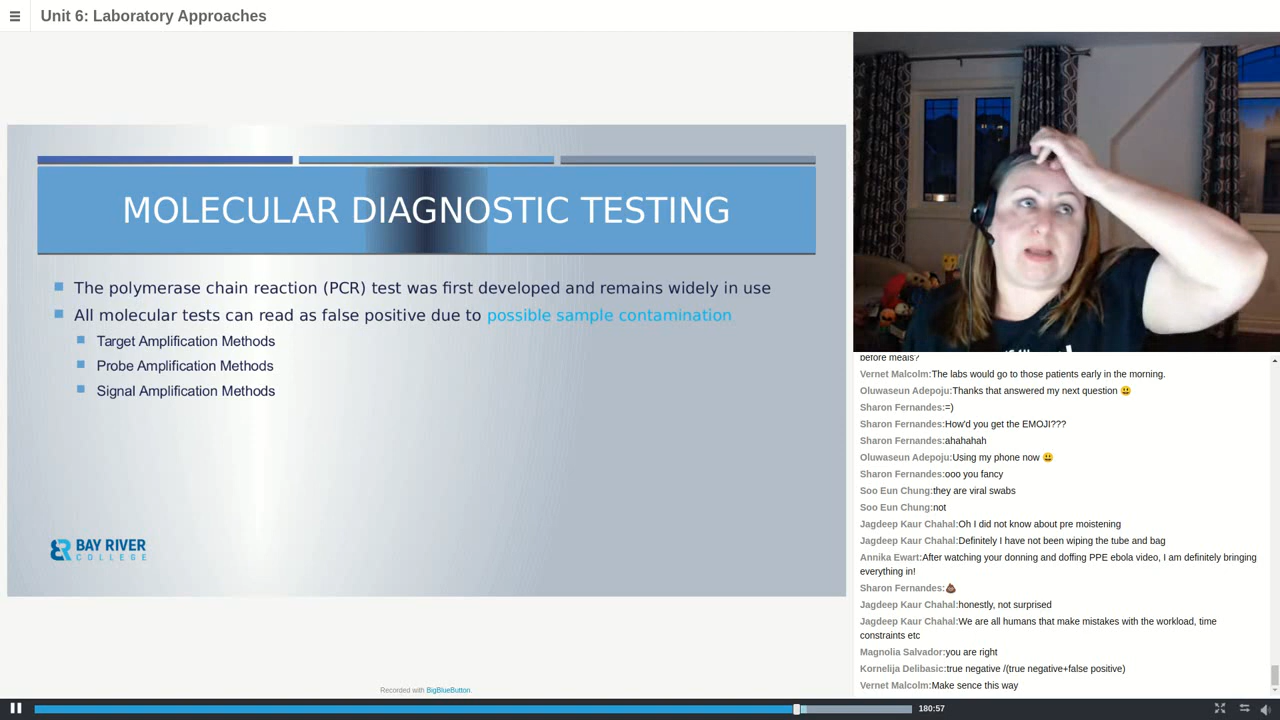 Unit 6: Laboratory Approaches
MOLECULAR DIAGNOSTIC TESTING
The polymerase chain reaction (PCR) test was first developed and remains widely in use
All molecular tests can read as false positive due to possible sample contamination
Target Amplification Methods
Probe Amplification Methods
Signal Amplification Methods
BAY RIVER
COLLEGE
Recorded with BigBlueButton.
before meals?
Vernet Malcolm:The labs would go to those patients early in the morning.
Oluwaseun Adepoju:Thanks that answered my next question 😃
Sharon Fernandes:=)
Sharon Fernandes:How'd you get the EMOJI???
Sharon Fernandes:ahahahah
Oluwaseun Adepoju:Using my phone now 😃
Sharon Fernandes:ooo you fancy
Soo Eun Chung:they are viral swabs
Soo Eun Chung:not
Jagdeep Kaur Chahal:Oh I did not know about pre moistening
Jagdeep Kaur Chahal:Definitely I have not been wiping the tube and bag
Annika Ewart:After watching your donning and doffing PPE ebola video, I am definitely bringing
everything in!
Sharon Fernandes:💩
Jagdeep Kaur Chahal:honestly, not surprised
Jagdeep Kaur Chahal:We are all humans that make mistakes with the workload, time
constraints etc
Magnolia Salvador:you are right
Kornelija Delibasic:true negative /(true negative+false positive)
Vernet Malcolm:Make sence this way
180:57